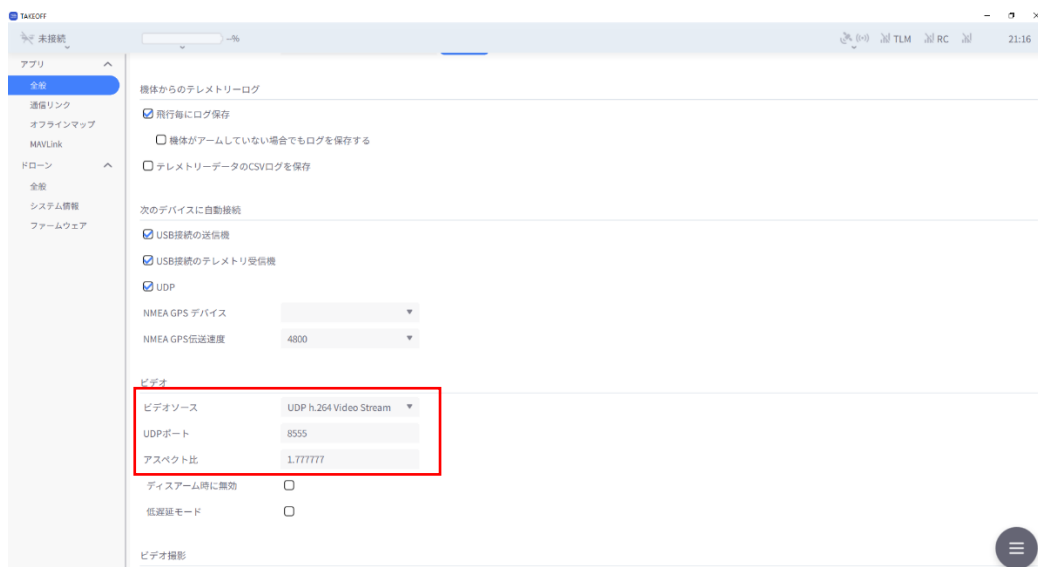 TAKEOFF
未接続
--%
TLM
RC
21:16
アプリ
全般
通信リンク
オフラインマップ
MAVLink
ドローン
全般
システム情報
ファームウェア
機体からのテレメトリーログ
飛行毎にログ保存
機体がアームしていない場合でもログを保存する
テレメトリーデータのCSVログを保存
次のデバイスに自動接続
USB接続の送信機
USB接続のテレメトリ受信機
UDP
NMEA GPS デバイス
NMEA GPS伝送速度 4800
ビデオ
ビデオソース UDP h.264 Video Stream
UDPポート 8555
アスペクト比 1.777777
ディスアーム時に無効
低遅延モード
ビデオ撮影